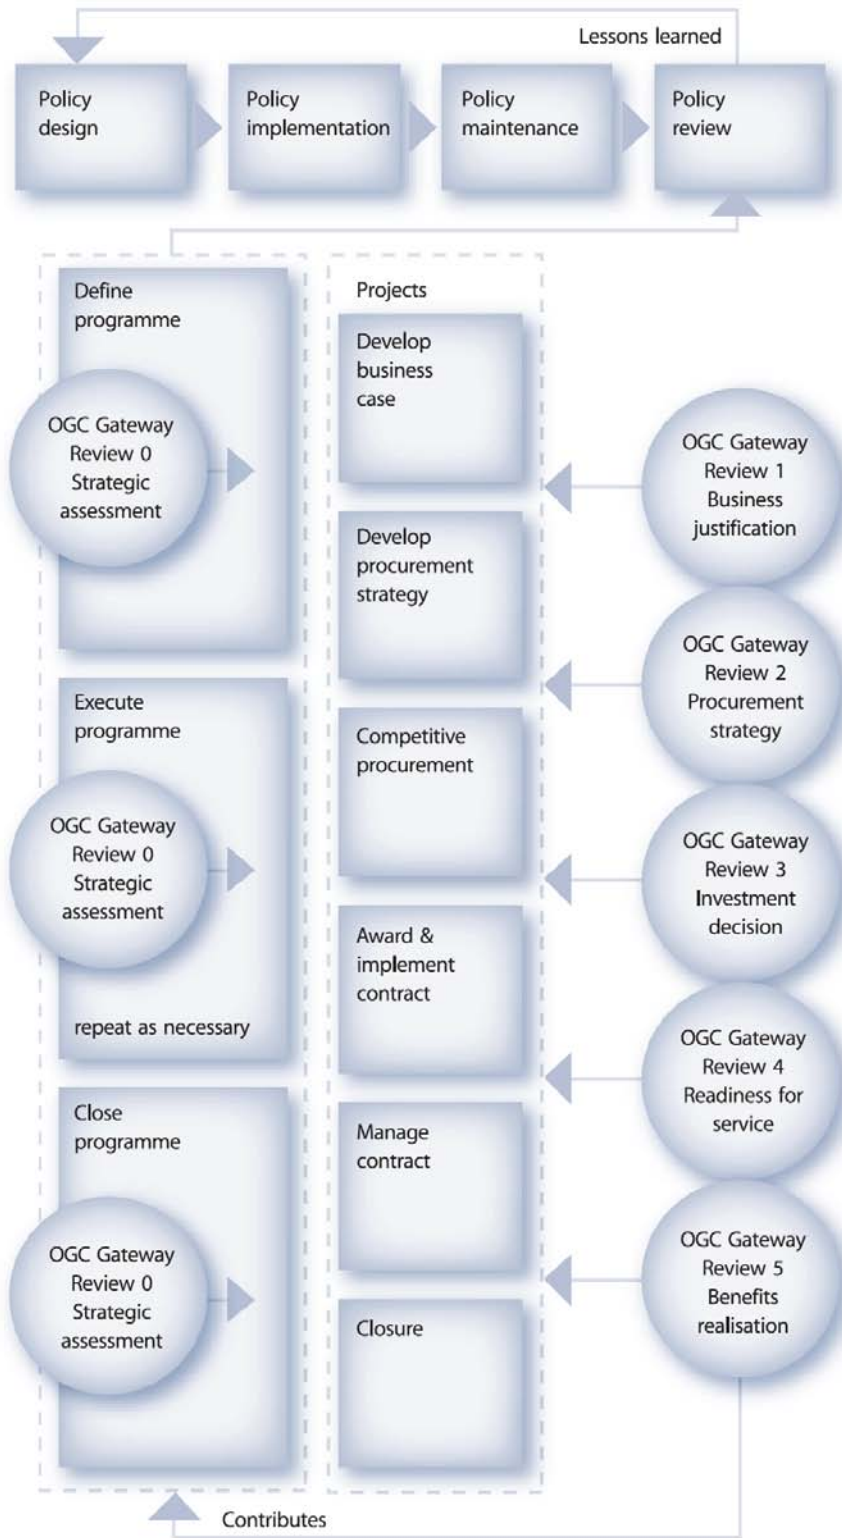 Lessons learned
Policy
design
Policy
implementation
Policy
maintenance
Policy
review
Define
programme
OGC Gateway
Review 0
Strategic
assessment
Execute
programme
OGC Gateway
Review 0
Strategic
assessment
repeat as necessary
Close
programme
OGC Gateway
Review 0
Strategic
assessment
Projects
Develop
business
case
Develop
procurement
strategy
Competitive
procurement
Award &
implement
contract
Manage
contract
Closure
OGC Gateway
Review 1
Business
justification
OGC Gateway
Review 2
Procurement
strategy
OGC Gateway
Review 3
Investment
decision
OGC Gateway
Review 4
Readiness for
service
OGC Gateway
Review 5
Benefits
realisation
Contributes